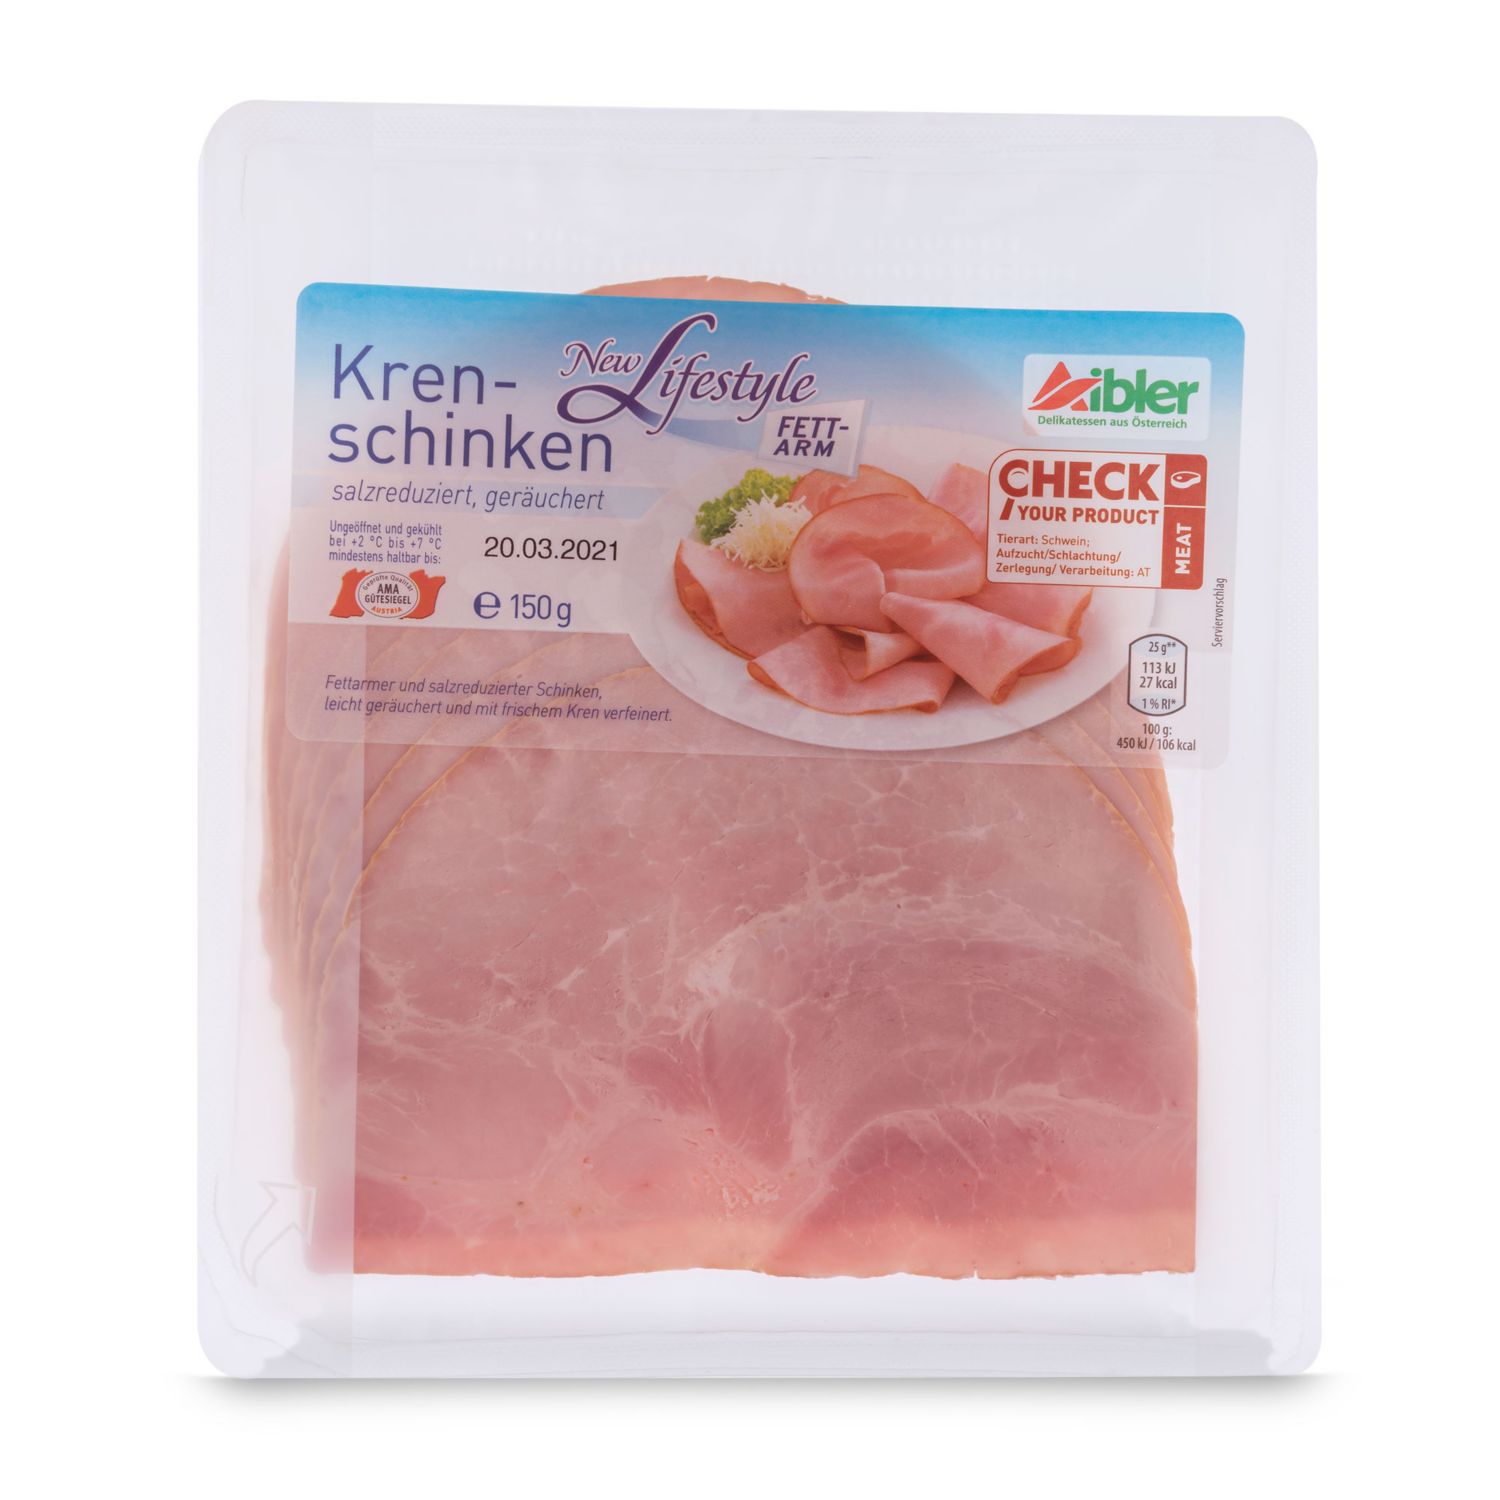 Kren-
schinken
New Lifestyle
FETT-
ARM
salzreduziert, geräuchert
Ungeöffnet und gekühlt
bei +2 °C bis +7 °C
mindestens haltbar bis:
20.03.2021
Geprüfte Qualität
AMA
GÜTESIEGEL
AUSTRIA
e 150 g
Fettarmer und salzreduzierter Schinken,
leicht geräuchert und mit frischem Kren verfeinert.
Aibler
Delikatessen aus Österreich
CHECK
YOUR PRODUCT
MEAT
Tierart: Schwein;
Aufzucht/Schlachtung/
Zerlegung/ Verarbeitung: AT
Serviervorschlag
25 g**
113 kJ
27 kcal
1 % RI*
100 g:
450 kJ / 106 kcal